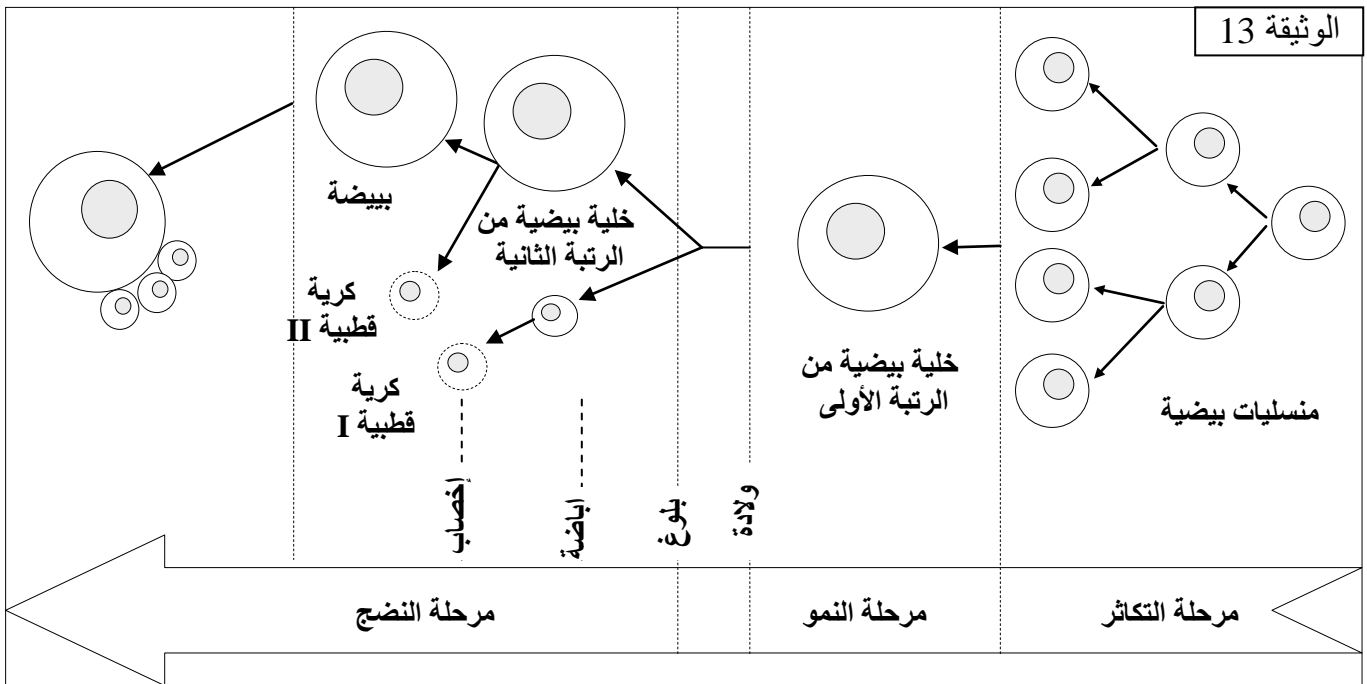 الوثيقة 13
منسليات بيضية
خلية بيضية من
الرتبة الأولى
خلية بيضية من
الرتبة الثانية
بييضة
كرية
قطبية II
كرية
قطبية I
ولادة
بلوغ
اباضة
إخصاب
مرحلة التكاثر
مرحلة النمو
مرحلة النضج